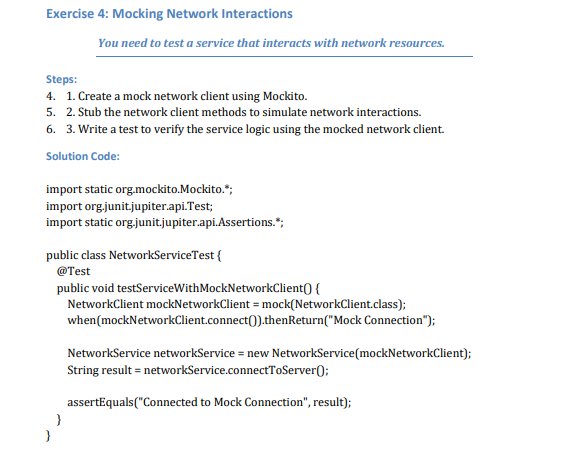 Exercise 4: Mocking Network Interactions
You need to test a service that interacts with network resources.
Steps:
4. 1. Create a mock network client using Mockito.
5. 2. Stub the network client methods to simulate network interactions.
6. 3. Write a test to verify the service logic using the mocked network client.
Solution Code:
import static org.mockito.Mockito.*;
import org.junit.jupiter.api.Test;
import static org.junit.jupiter.api.Assertions.*;
public class NetworkServiceTest {
@Test
public void testServiceWithMockNetworkClient() {
NetworkClient mockNetworkClient = mock(NetworkClient.class);
when(mockNetworkClient.connect()).thenReturn("Mock Connection");
NetworkService networkService = new NetworkService(mockNetworkClient);
String result = networkService.connectToServer();
assertEquals("Connected to Mock Connection", result);
}
}